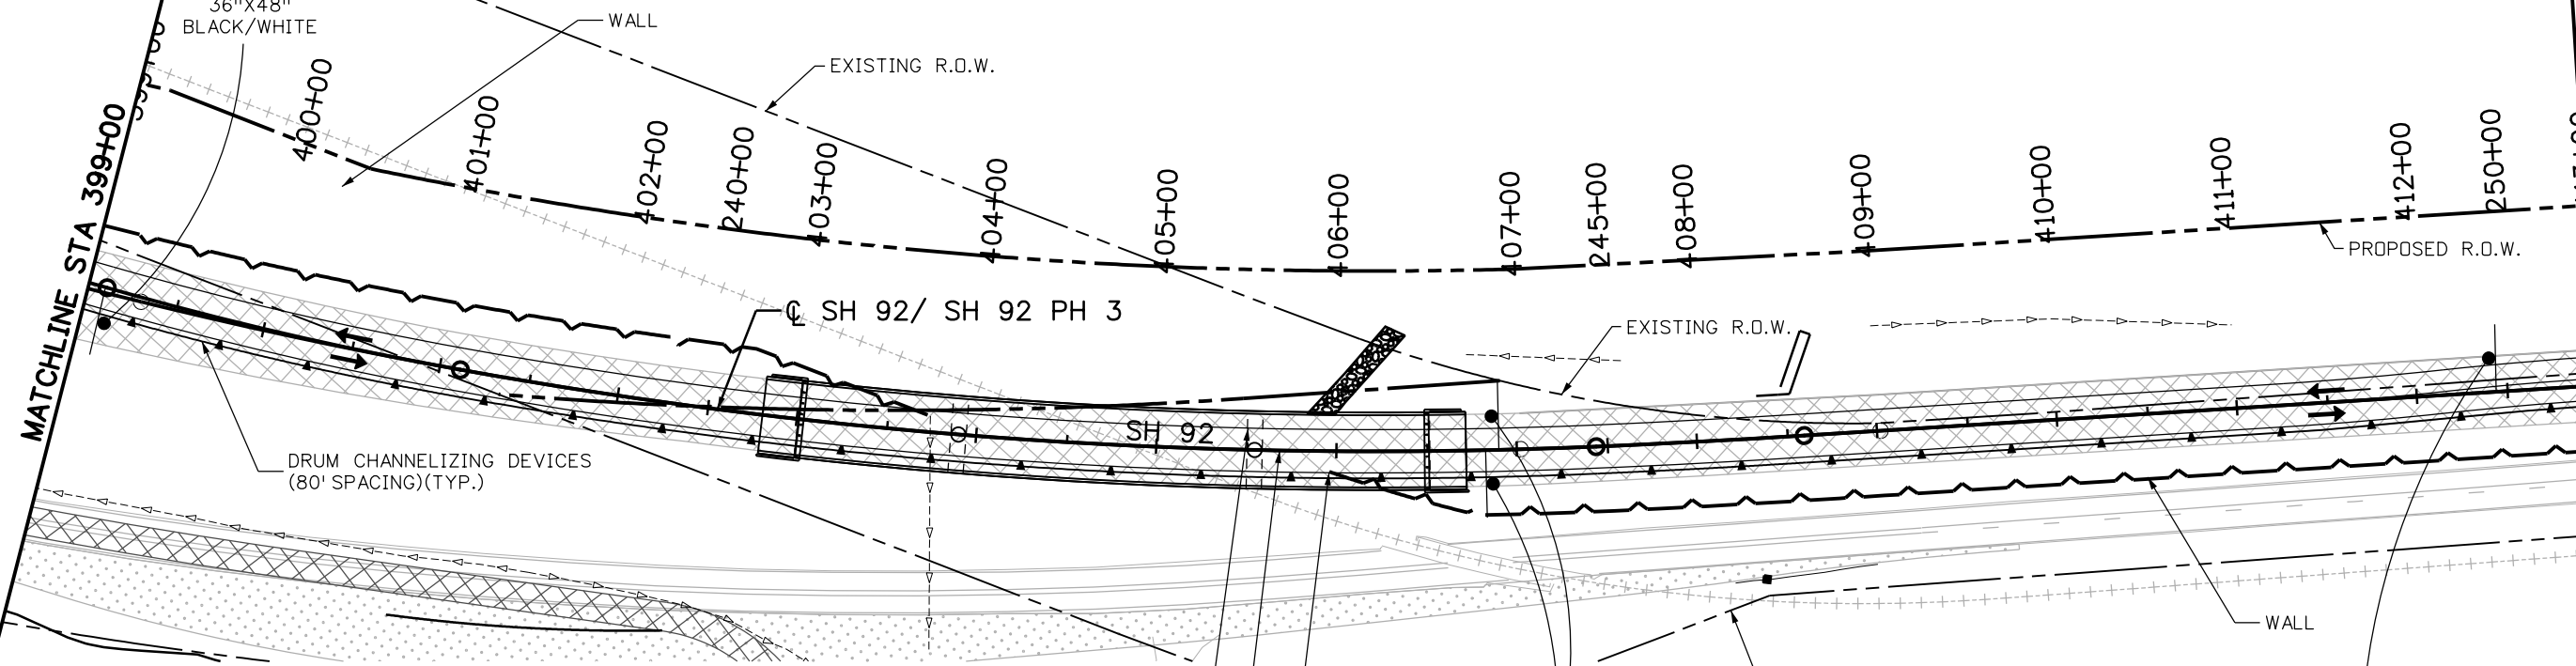 36"X48"
BLACK/WHITE
WALL
EXISTING R.O.W.
MATCHLINE STA 399+00
400+00
401+00
402+00
240+00
403+00
404+00
405+00
406+00
407+00
245+00
408+00
409+00
410+00
411+00
412+00
250+00
PROPOSED R.O.W.
℄ SH 92/ SH 92 PH 3
EXISTING R.O.W.
SH 92
DRUM CHANNELIZING DEVICES
(80' SPACING)(TYP.)
WALL